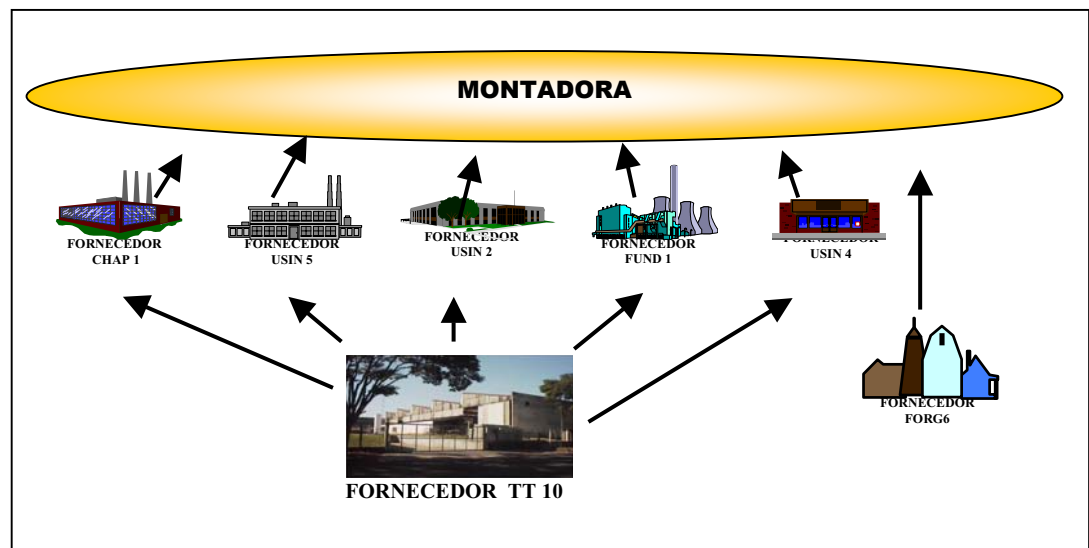 MONTADORA
FORNECEDOR
CHAP 1
FORNECEDOR
USIN 5
FORNECEDOR
USIN 2
FORNECEDOR
FUND 1
FORNECEDOR
USIN 4
FORNECEDOR
FORG6
FORNECEDOR TT 10